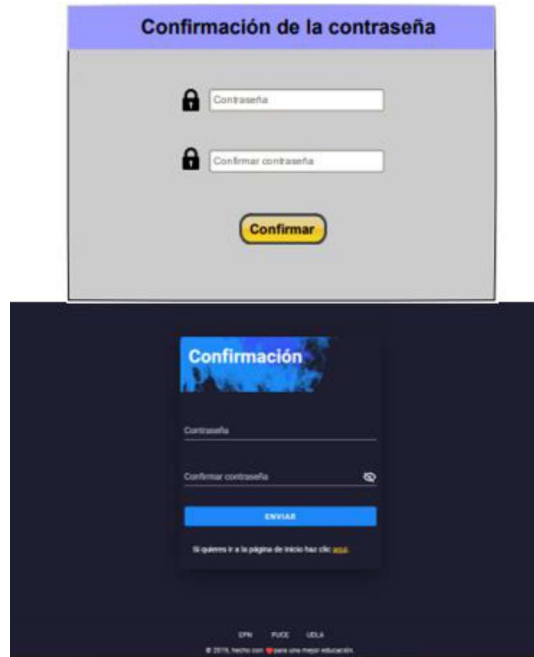 Confirmación de la contraseña
Contraseña
Confirmar contraseña
Confirmar
Confirmación
Contraseña
Confirmar contraseña
ENVIAR
Si quieres ir a la página de inicio haz clic aquí.
EPN PUCE UDLA
© 2019, hecho con ❤ para una mejor educación.